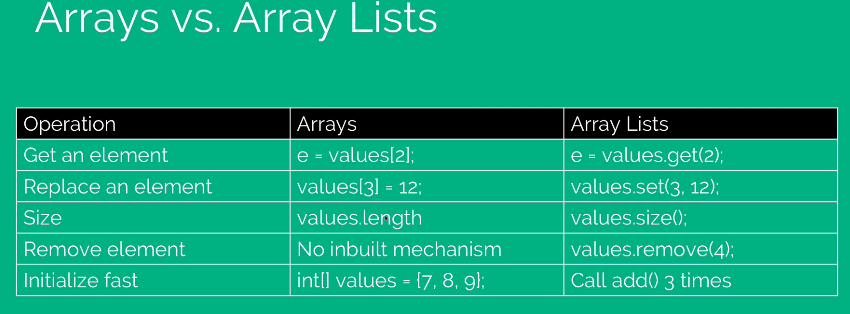 Arrays vs. Array Lists
Operation Arrays Array Lists
Get an element e = values[2]; e = values.get(2);
Replace an element values[3] = 12; values.set(3, 12);
Size values.length values.size();
Remove element No inbuilt mechanism values.remove(4);
Initialize fast int[] values = {7, 8, 9}; Call add() 3 times